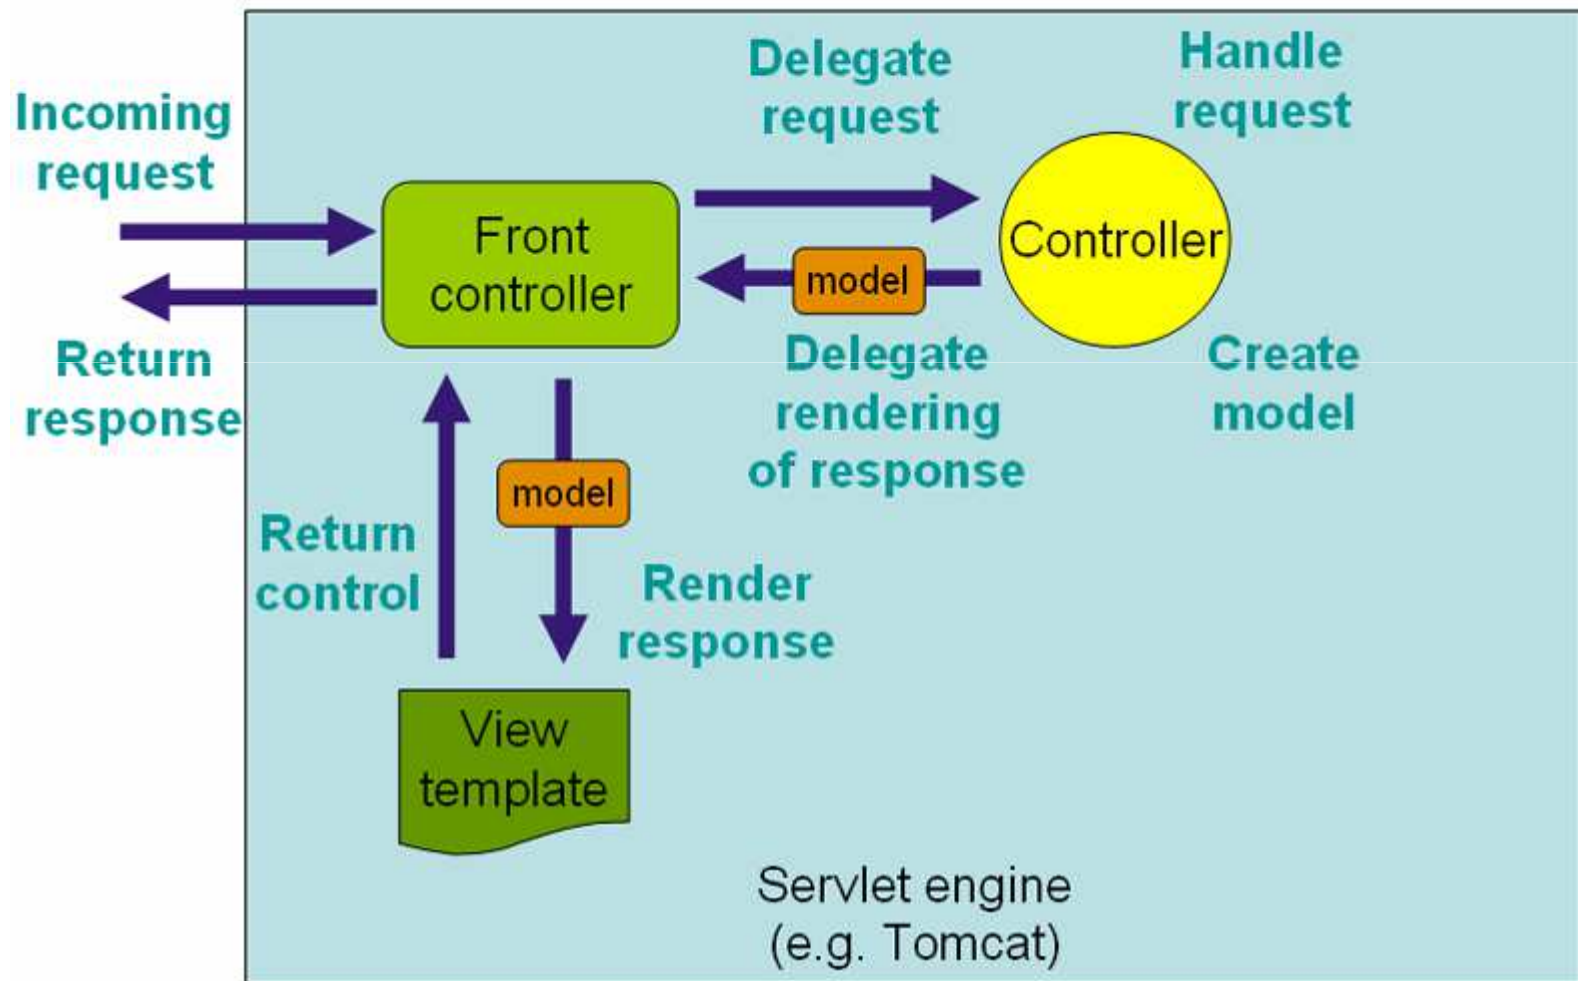 Incoming
request
Return
response
Front
controller
Delegate
request
Handle
request
Controller
model
Delegate
rendering
of response
Create
model
Return
control
model
Render
response
View
template
Servlet engine
(e.g. Tomcat)